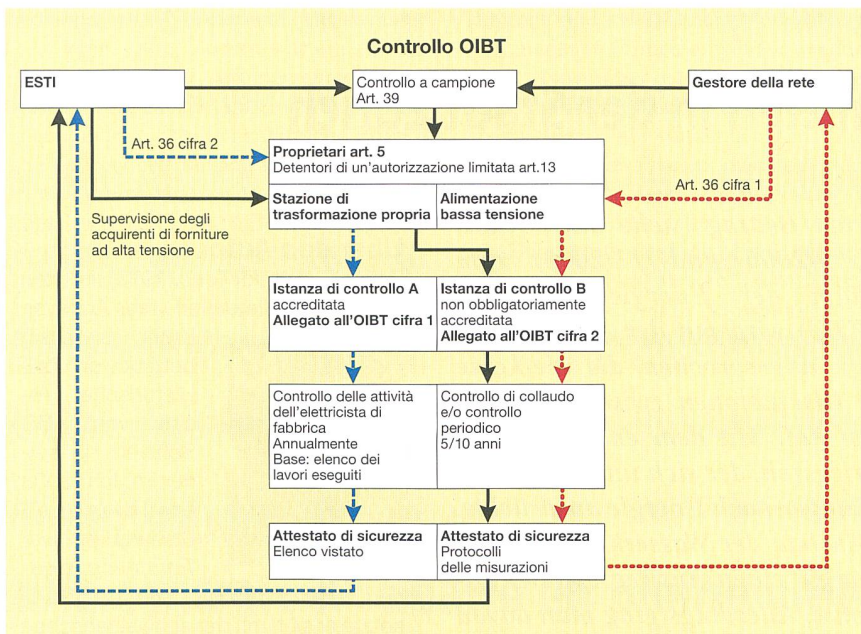 Controllo OIBT
ESTI
Controllo a campione
Art. 39
Gestore della rete
Art. 36 cifra 2
Proprietari art. 5
Detentori di un'autorizzazione limitata art.13
Art. 36 cifra 1
Stazione di
trasformazione propria
Alimentazione
bassa tensione
Supervisione degli
acquirenti di forniture
ad alta tensione
Istanza di controllo A
accreditata
Allegato all'OIBT cifra 1
Istanza di controllo B
non obbligatoriamente
accreditata
Allegato all'OIBT cifra 2
Controllo delle attività
dell'elettricista di
fabbrica
Annualmente
Base: elenco dei
lavori eseguiti
Controllo di collaudo
e/o controllo
periodico
5/10 anni
Attestato di sicurezza
Elenco vistato
Attestato di sicurezza
Protocolli
delle misurazioni